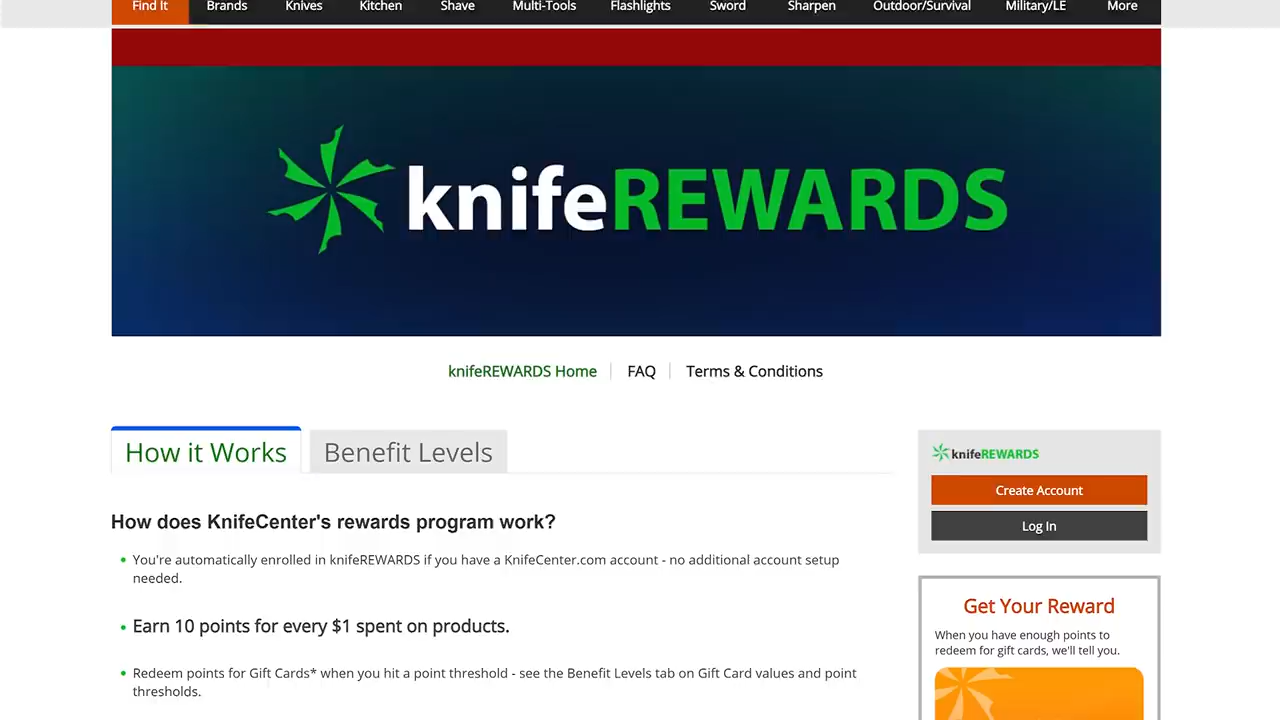 Find It Brands Knives Kitchen Shave Multi-Tools Flashlights Sword Sharpen Outdoor/Survival Military/LE More
knifeREWARDS
knifeREWARDS Home FAQ Terms & Conditions
How it Works Benefit Levels
How does KnifeCenter's rewards program work?
You're automatically enrolled in knifeREWARDS if you have a KnifeCenter.com account - no additional account setup
needed.
Earn 10 points for every $1 spent on products.
Redeem points for Gift Cards* when you hit a point threshold - see the Benefit Levels tab on Gift Card values and point
thresholds.
knifeREWARDS
Create Account
Log In
Get Your Reward
When you have enough points to
redeem for gift cards, we'll tell you.